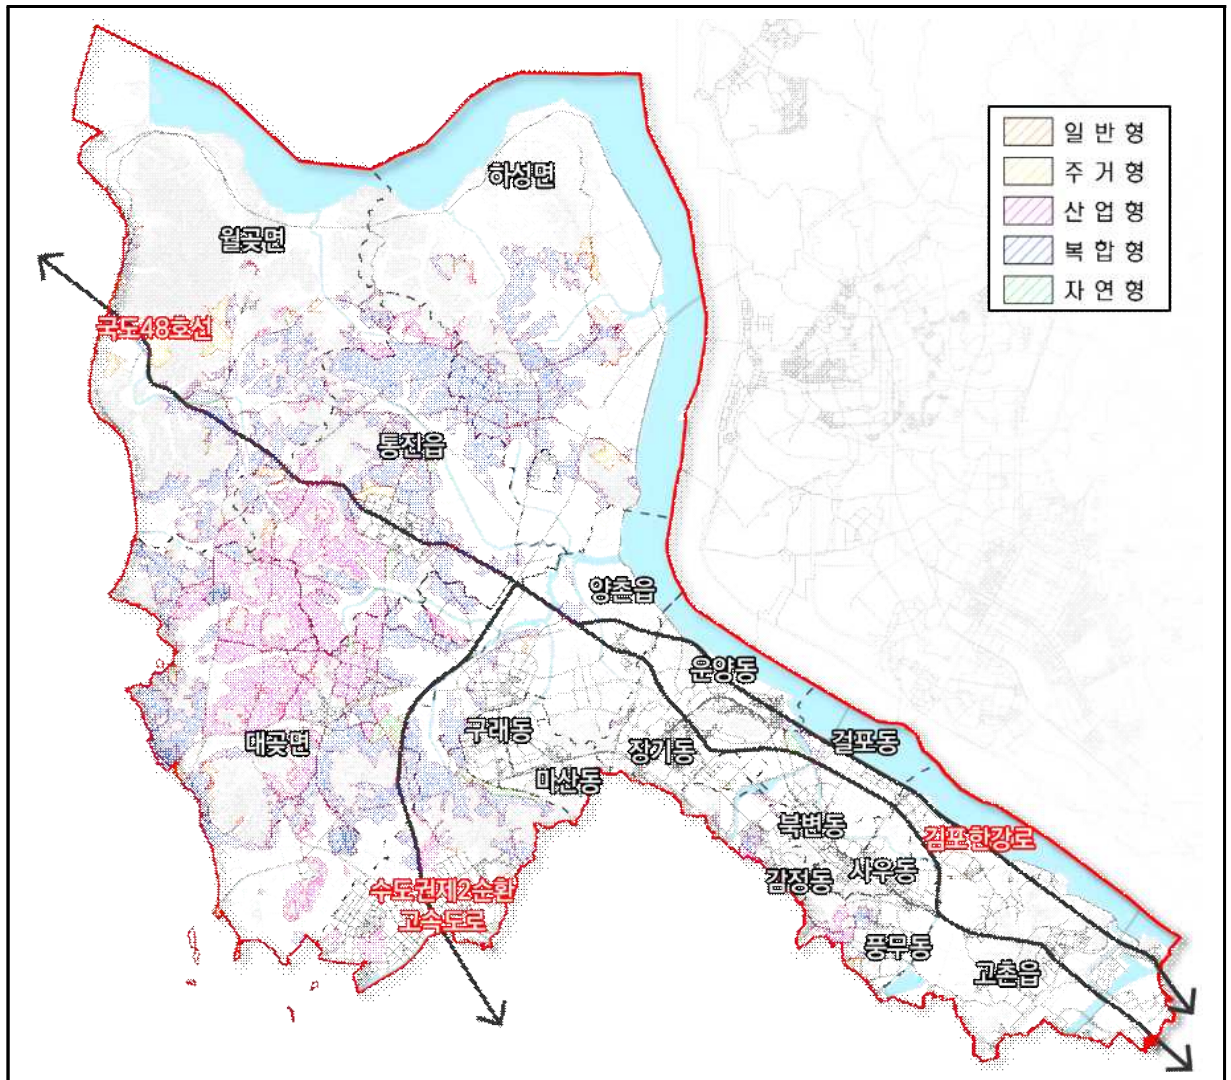 하성면
일반형
주거형
산업형
복합형
자연형
월곶면
국도48호선
통진읍
양촌읍
운양동
구래동
걸포동
대곶면
장기동
마산동
북변동
김포한강로
사우동
감정동
수도권제2순환
고속도로
풍무동
고촌읍